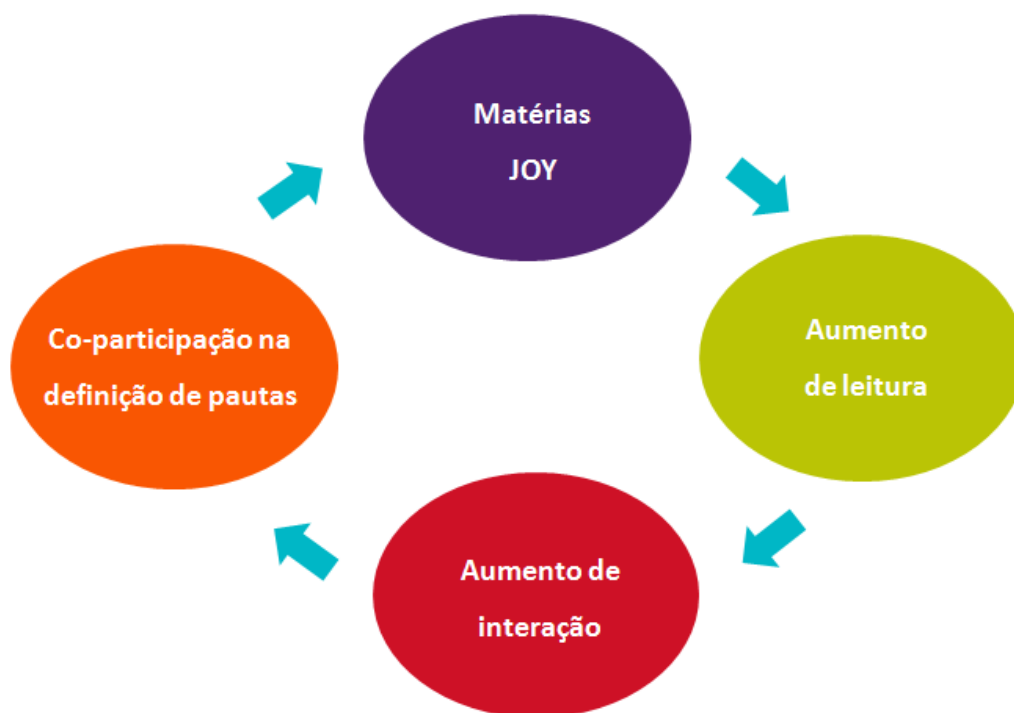 Matérias
JOY
Aumento
de leitura
Aumento de
interação
Co-participação na
definição de pautas